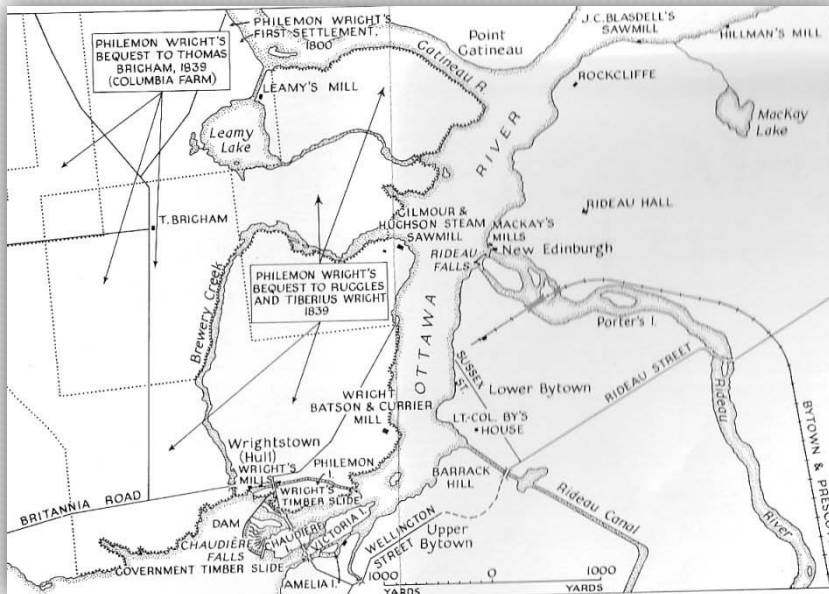 PHILEMON WRIGHT'S
FIRST SETTLEMENT,
1800
PHILEMON WRIGHT'S
BEQUEST TO THOMAS
BRIGHAM, 1839
(COLUMBIA FARM)
Point
Gatineau
Gatineau R.
J.C. BLASDELL'S
SAWMILL
HILLMAN'S MILL
LEAMY'S MILL
Leamy
Lake
ROCKCLIFFE
MacKay
Lake
RIVER
T. BRIGHAM
GILMOUR &
HUGHSON STEAM
SAWMILL
MACKAY'S
MILLS
New Edinburgh
RIDEAU HALL
RIDEAU
FALLS
PHILEMON WRIGHT'S
BEQUEST TO RUGGLES
AND TIBERIUS WRIGHT
1839
Brewery Creek
OTTAWA
Porter's I.
SUSSEX
ST.
RIDEAU STREET
Lower Bytown
WRIGHT
BATSON & CURRIER
MILL
LT-COL. BY'S
HOUSE
Rideau
River
BYTOWN & PRESCO
Wrightstown
(Hull)
WRIGHT'S
MILLS
PHILEMON
I.
WRIGHT'S
TIMBER SLIDE
BARRACK
HILL
Rideau Canal
BRITANNIA ROAD
DAM
CHAUDIÈRE
FALLS
CHAUDIÈRE
I.
VICTORIA I.
WELLINGTON
STREET
Upper
Bytown
GOVERNMENT TIMBER SLIDE
AMELIA I.
1000 0 1000
YARDS YARDS